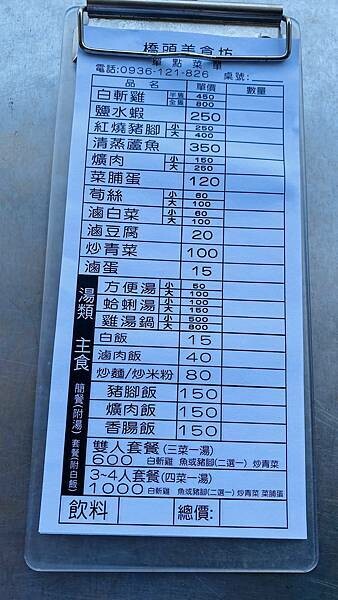 橋頭美食坊
單點菜單
電話:0936-121-826 桌號:
品名 單價 數量
白斬雞 半隻 450
全隻 800
鹽水蝦 250
紅燒豬腳 小 250
大 400
清蒸鱸魚 350
爌肉 小 150
大 250
菜脯蛋 120
荀絲 小 60
大 100
滷白菜 小 60
大 100
滷豆腐 20
炒青菜 100
滷蛋 15
湯類
方便湯 小 50
大 100
蛤蜊湯 小 100
大 150
雞湯鍋 小 500
大 800
主食
白飯 15
滷肉飯 40
炒麵/炒米粉 80
簡餐(附湯)
豬腳飯 150
爌肉飯 150
香腸飯 150
套餐(附白飯)
雙人套餐(三菜一湯)
600 白斬雞 魚或豬腳(二選一) 炒青菜
3~4人套餐(四菜一湯)
1000 白斬雞 魚或豬腳(二選一) 炒青菜 菜脯蛋
飲料 總價: